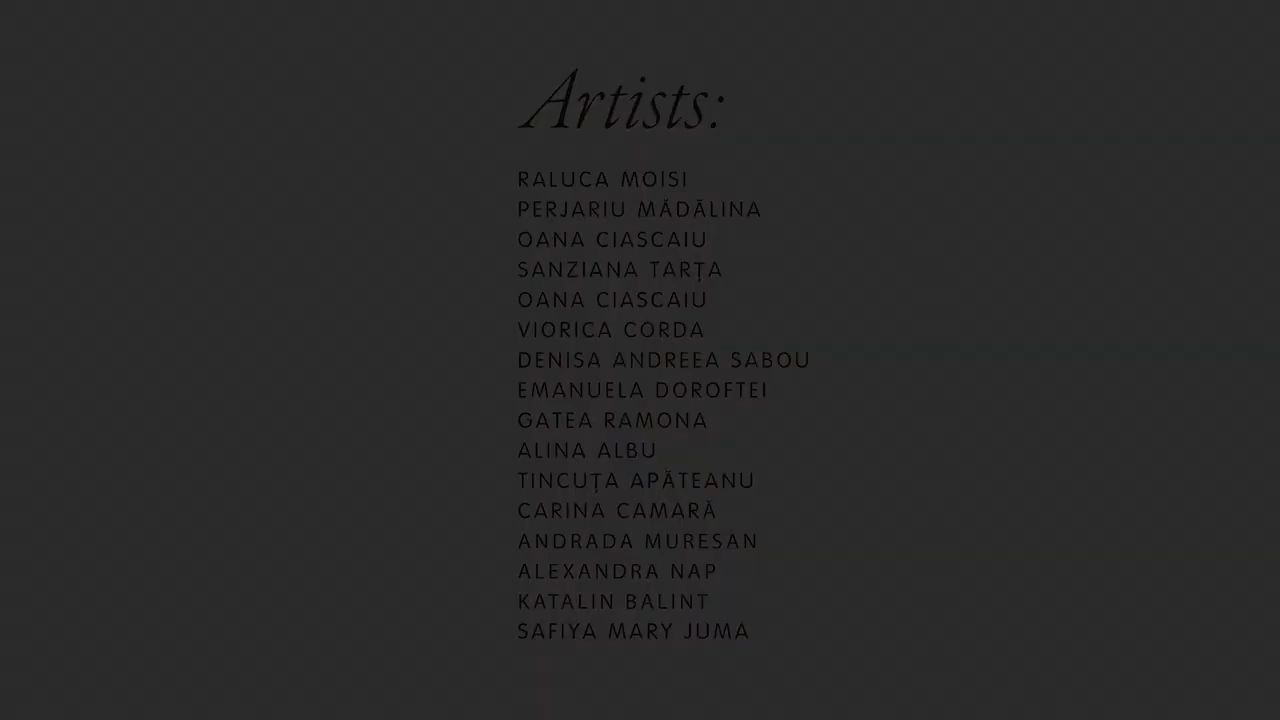 Artists:
RALUCA MOISI
PERJARIU MĂDĂLINA
OANA CIASCAIU
SANZIANA TARȚA
OANA CIASCAIU
VIORICA CORDA
DENISA ANDREEA SABOU
EMANUELA DOROFTEI
GATEA RAMONA
ALINA ALBU
TINCUȚA APĂTEANU
CARINA CAMARĂ
ANDRADA MURESAN
ALEXANDRA NAP
KATALIN BALINT
SAFIYA MARY JUMA